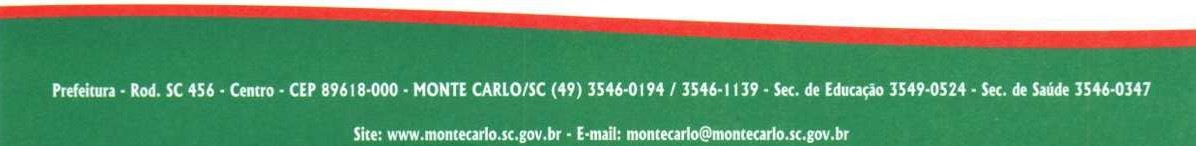 Prefeitura - Rod. SC 456 - Centro - CEP 89618-000 - MONTE CARLO/SC (49) 3546-0194 / 3546-1139 - Sec. de Educação 3549-0524 - Sec. de Saúde 3546-0347
Site: www.montecarlo.sc.gov.br - E-mail: montecarlo@montecarlo.sc.gov.br